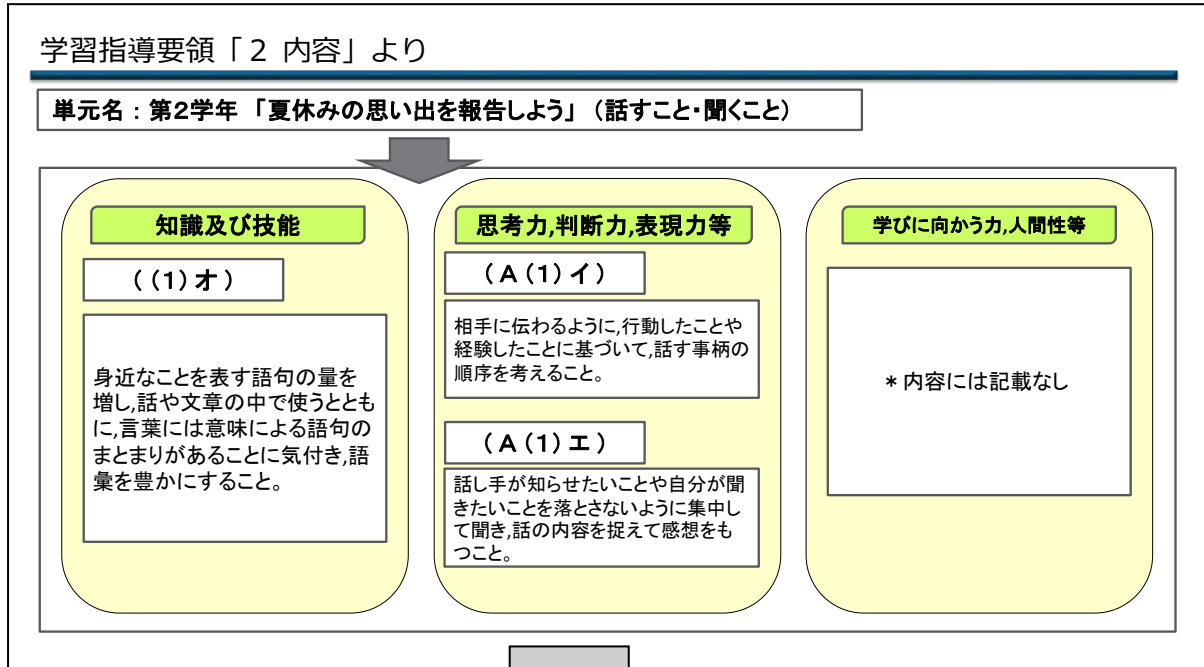 学習指導要領「２ 内容」より
単元名：第２学年 「夏休みの思い出を報告しよう」（話すこと・聞くこと）
知識及び技能
（（１）オ）
身近なことを表す語句の量を
増し,話や文章の中で使うととも
に,言葉には意味による語句の
まとまりがあることに気付き,語
彙を豊かにすること。
思考力,判断力,表現力等
（Ａ（１）イ）
相手に伝わるように,行動したことや
経験したことに基づいて,話す事柄の
順序を考えること。
（Ａ（１）エ）
話し手が知らせたいことや自分が聞
きたいことを落とさないように集中し
て聞き,話の内容を捉えて感想をも
つこと。
学びに向かう力,人間性等
＊内容には記載なし